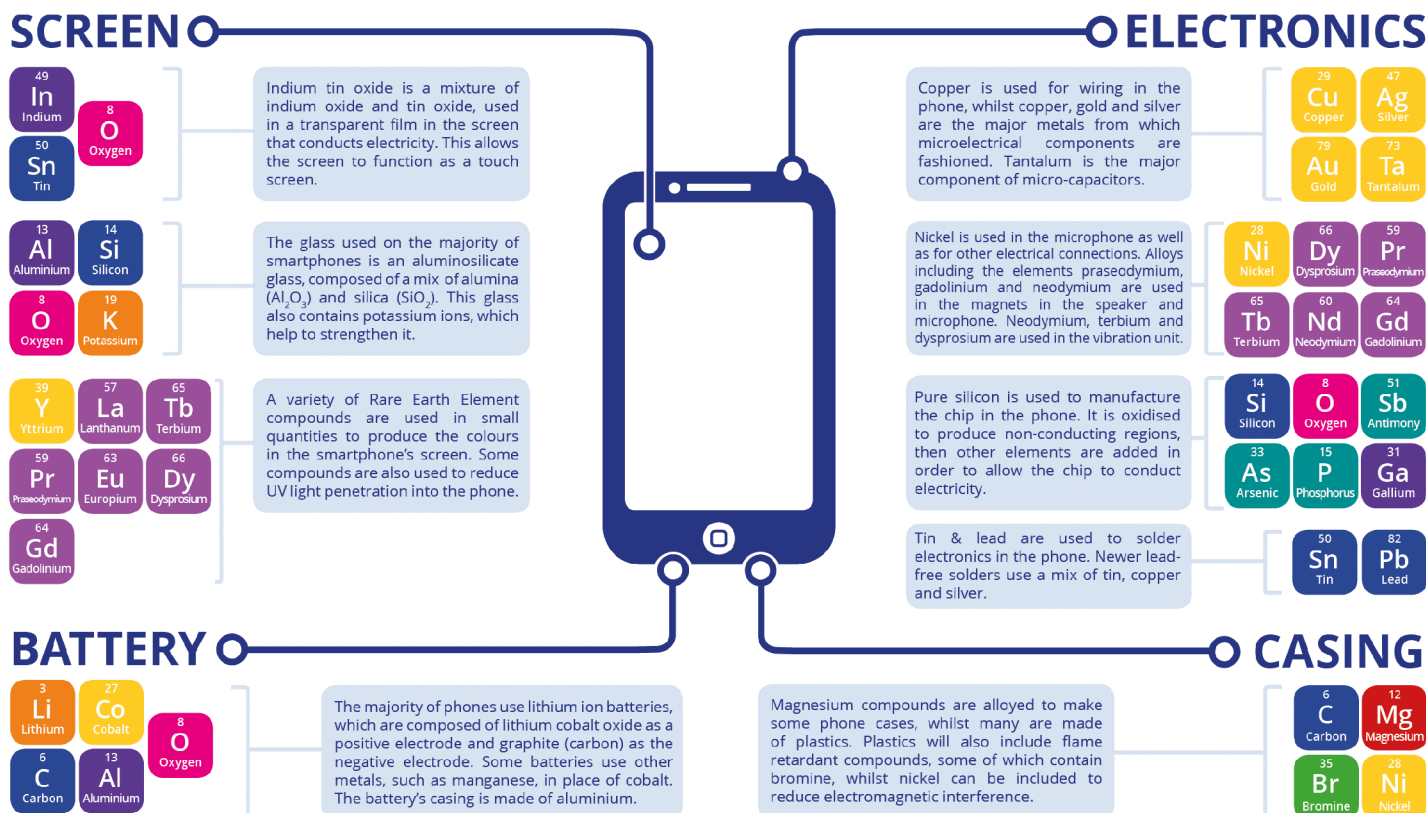 SCREEN
49
In
Indium
8
O
Oxygen
50
Sn
Tin
Indium tin oxide is a mixture of
indium oxide and tin oxide, used
in a transparent film in the screen
that conducts electricity. This allows
the screen to function as a touch
screen.
13
Al
Aluminium
14
Si
Silicon
8
O
Oxygen
19
K
Potassium
The glass used on the majority of
smartphones is an aluminosilicate
glass, composed of a mix of alumina
(Al₂O₃) and silica (SiO₂). This glass
also contains potassium ions, which
help to strengthen it.
39
Y
Yttrium
57
La
Lanthanum
65
Tb
Terbium
59
Pr
Praseodymium
63
Eu
Europium
66
Dy
Dysprosium
64
Gd
Gadolinium
A variety of Rare Earth Element
compounds are used in small
quantities to produce the colours
in the smartphone's screen. Some
compounds are also used to reduce
UV light penetration into the phone.
ELECTRONICS
Copper is used for wiring in the
phone, whilst copper, gold and silver
are the major metals from which
microelectrical components are
fashioned. Tantalum is the major
component of micro-capacitors.
29
Cu
Copper
47
Ag
Silver
79
Au
Gold
73
Ta
Tantalum
Nickel is used in the microphone as well
as for other electrical connections. Alloys
including the elements praseodymium,
gadolinium and neodymium are used
in the magnets in the speaker and
microphone. Neodymium, terbium and
dysprosium are used in the vibration unit.
28
Ni
Nickel
66
Dy
Dysprosium
59
Pr
Praseodymium
65
Tb
Terbium
60
Nd
Neodymium
64
Gd
Gadolinium
Pure silicon is used to manufacture
the chip in the phone. It is oxidised
to produce non-conducting regions,
then other elements are added in
order to allow the chip to conduct
electricity.
14
Si
Silicon
8
O
Oxygen
51
Sb
Antimony
33
As
Arsenic
15
P
Phosphorus
31
Ga
Gallium
Tin & lead are used to solder
electronics in the phone. Newer lead-
free solders use a mix of tin, copper
and silver.
50
Sn
Tin
82
Pb
Lead
BATTERY
3
Li
Lithium
27
Co
Cobalt
8
O
Oxygen
6
C
Carbon
13
Al
Aluminium
The majority of phones use lithium ion batteries,
which are composed of lithium cobalt oxide as a
positive electrode and graphite (carbon) as the
negative electrode. Some batteries use other
metals, such as manganese, in place of cobalt.
The battery's casing is made of aluminium.
CASING
Magnesium compounds are alloyed to make
some phone cases, whilst many are made
of plastics. Plastics will also include flame
retardant compounds, some of which contain
bromine, whilst nickel can be included to
reduce electromagnetic interference.
6
C
Carbon
12
Mg
Magnesium
35
Br
Bromine
28
Ni
Nickel